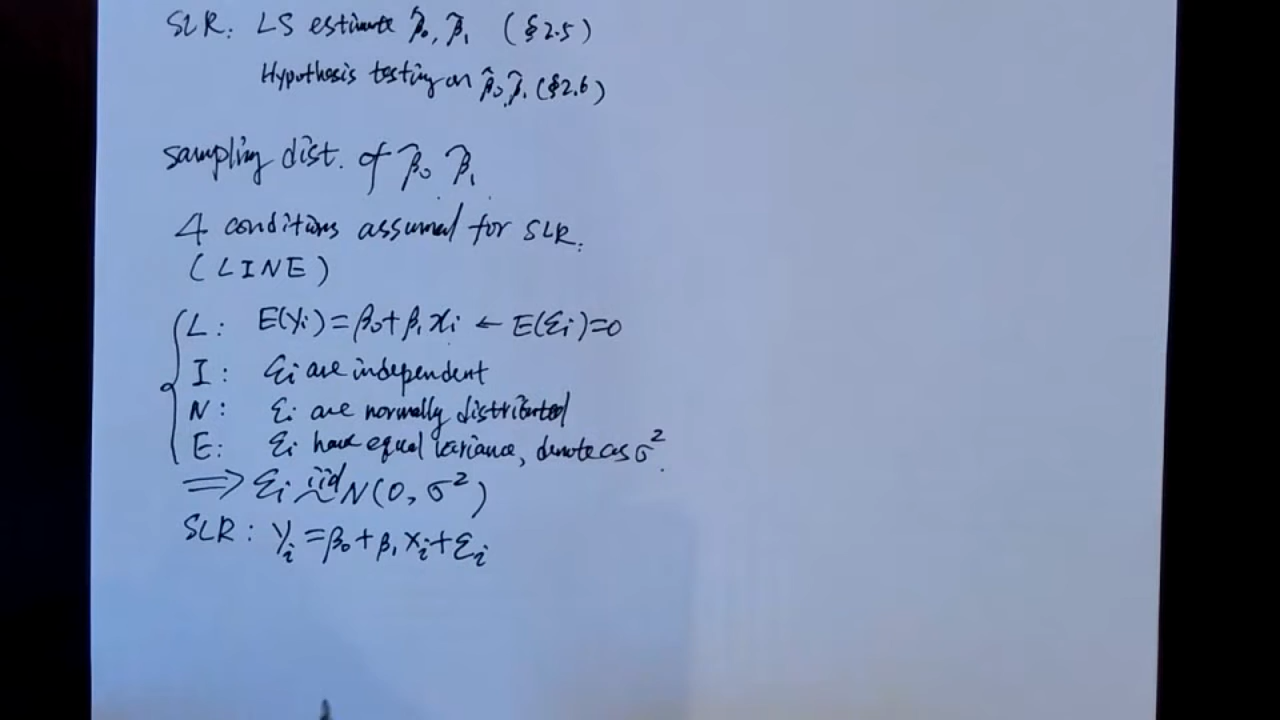 SLR: LS estimate β̂₀, β̂₁ (§2.5)
Hypothesis testing on β̂₀, β̂₁ (§2.6)
sampling dist. of β̂₀ β̂₁
4 conditions assumed for SLR.
(LINE)
L: E(Yi)=β₀+β₁xi ← E(εi)=0
I: εi are independent
N: εi are normally distributed
E: εi have equal variance, denote as σ².
⟹ εi iid~ N(0, σ²)
SLR: Yi=β₀+β₁xi+εi